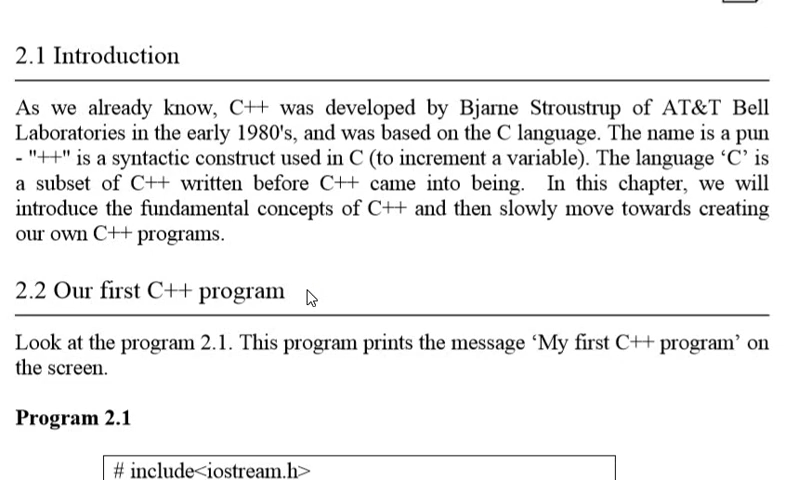 2.1 Introduction
As we already know, C++ was developed by Bjarne Stroustrup of AT&T Bell
Laboratories in the early 1980's, and was based on the C language. The name is a pun
- "++" is a syntactic construct used in C (to increment a variable). The language ‘C’ is
a subset of C++ written before C++ came into being. In this chapter, we will
introduce the fundamental concepts of C++ and then slowly move towards creating
our own C++ programs.
2.2 Our first C++ program
Look at the program 2.1. This program prints the message ‘My first C++ program’ on
the screen.
Program 2.1
# include<iostream.h>